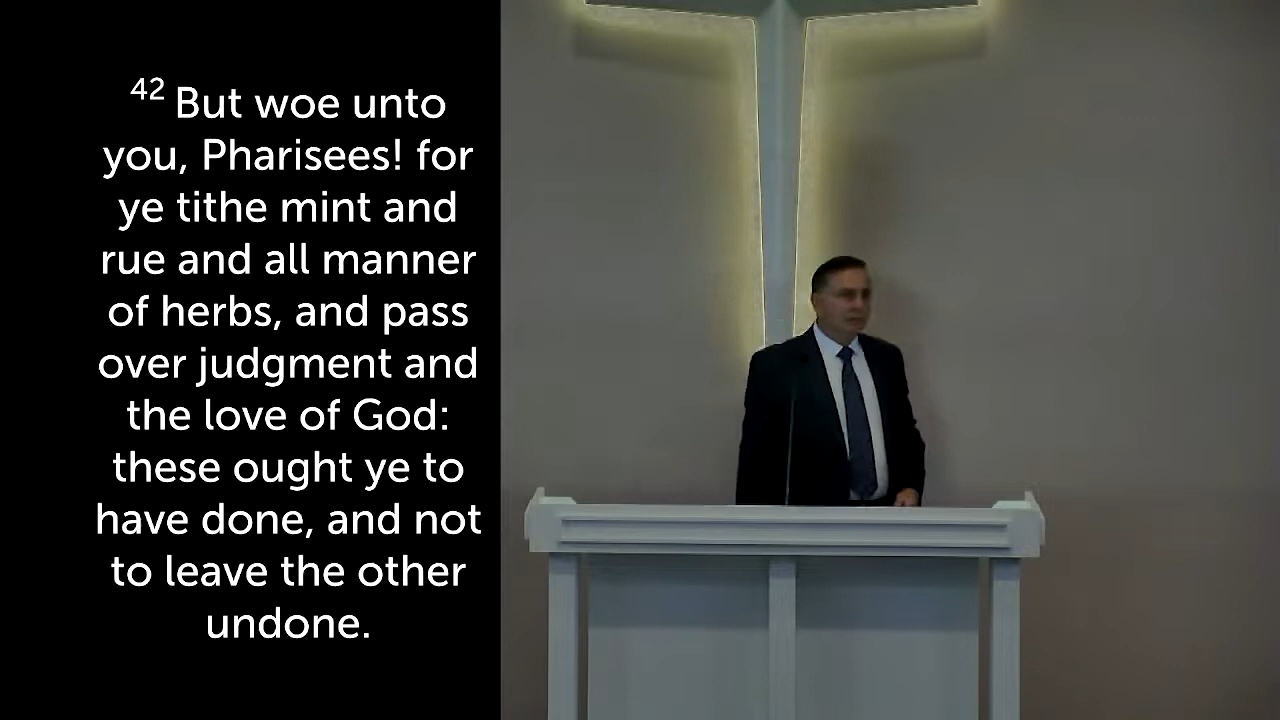 42 But woe unto
you, Pharisees! for
ye tithe mint and
rue and all manner
of herbs, and pass
over judgment and
the love of God:
these ought ye to
have done, and not
to leave the other
undone.